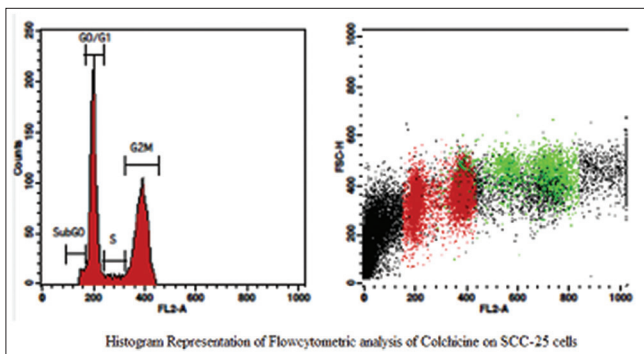 250
200
150
100
50
0
Counts
G0/G1
G2M
SubG0
S
0 200 400 600 800 1000
FL2-A
1000
800
600
400
200
0
FSC-H
0 200 400 600 800 1000
FL2-A
Histogram Representation of Flowcytometric analysis of Colchicine on SCC-25 cells